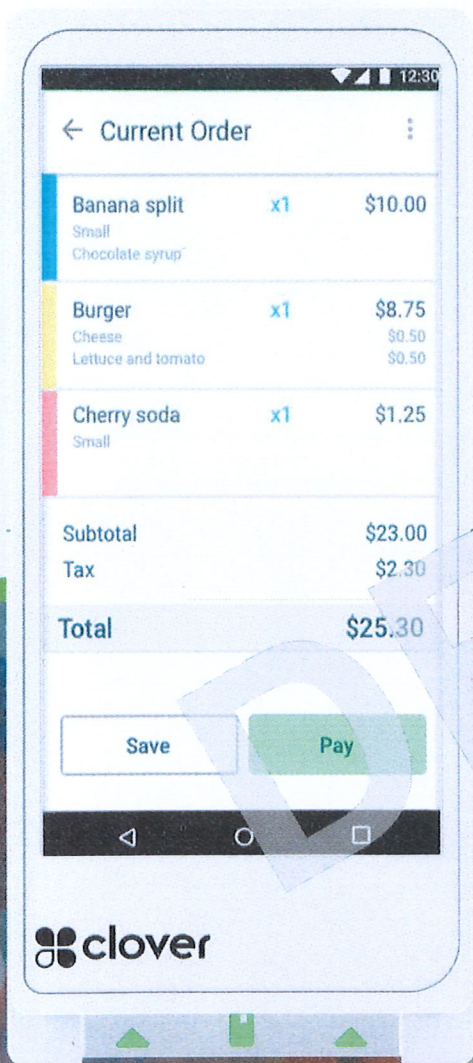 12:30
Current Order
Banana split x1 $10.00
Small
Chocolate syrup
Burger x1 $8.75
Cheese $0.50
Lettuce and tomato $0.50
Cherry soda x1 $1.25
Small
Subtotal $23.00
Tax $2.30
Total $25.30
Save Pay
clover